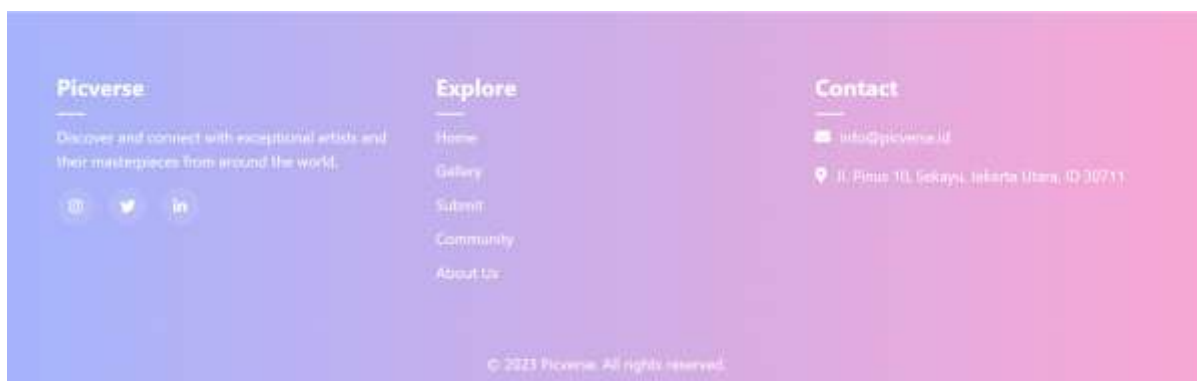 Picverse
Discover and connect with exceptional artists and
their masterpieces from around the world.
Explore
Home
Gallery
Submit
Community
About Us
Contact
info@picverse.id
Jl. Pinus 10, Sekayu, Jakarta Utara, ID 30711
© 2023 Picverse. All rights reserved.